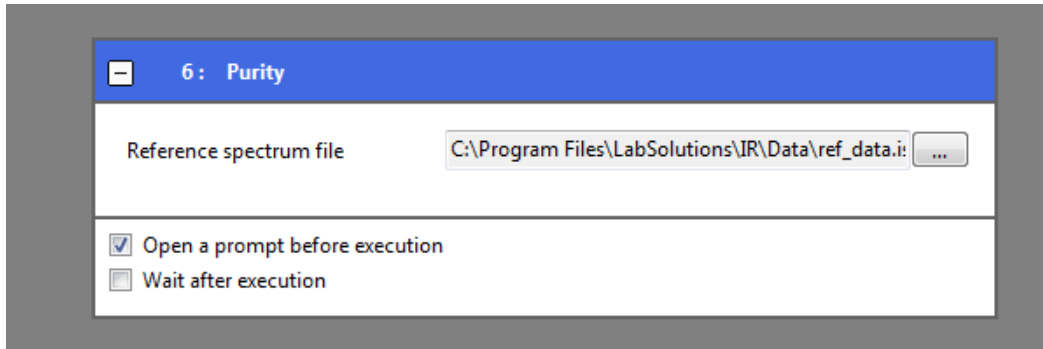 6 : Purity
Reference spectrum file C:\Program Files\LabSolutions\IR\Data\ref_data.i ...
Open a prompt before execution
Wait after execution